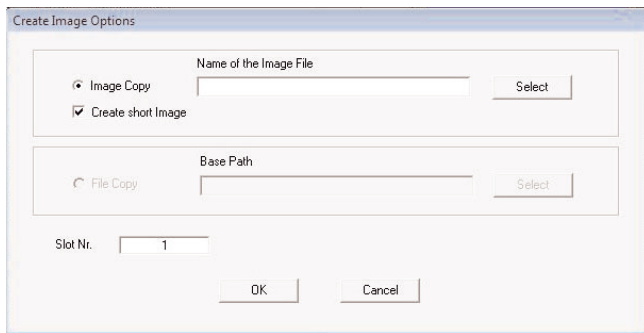 Create Image Options
Name of the Image File
Image Copy
Select
Create short Image
Base Path
File Copy
Select
Slot Nr.
1
OK
Cancel